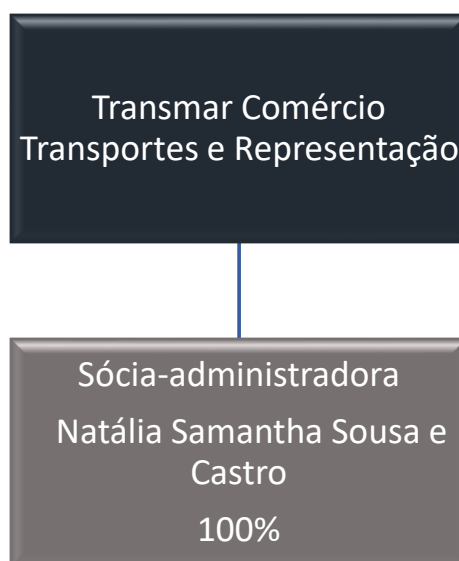 Transmar Comércio
Transportes e Representação
Sócia-administradora
Natália Samantha Sousa e
Castro
100%